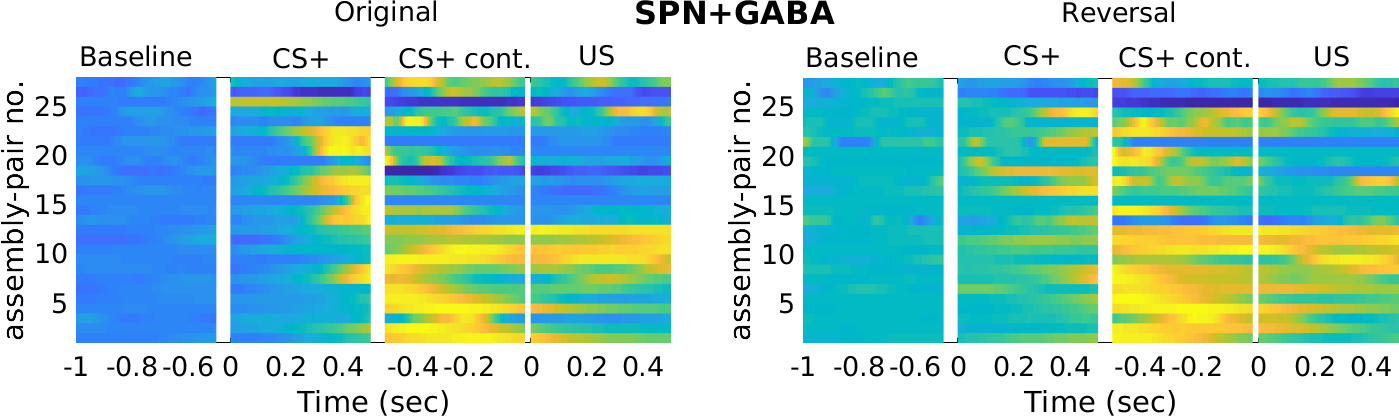 Original SPN+GABA Reversal
Baseline CS+ CS+ cont. US Baseline CS+ CS+ cont. US
assembly-pair no. assembly-pair no.
25 25
20 20
15 15
10 10
5 5
-1 -0.8 -0.6 0 0.2 0.4 -0.4 -0.2 0 0.2 0.4 -1 -0.8 -0.6 0 0.2 0.4 -0.4 -0.2 0 0.2 0.4
Time (sec) Time (sec)